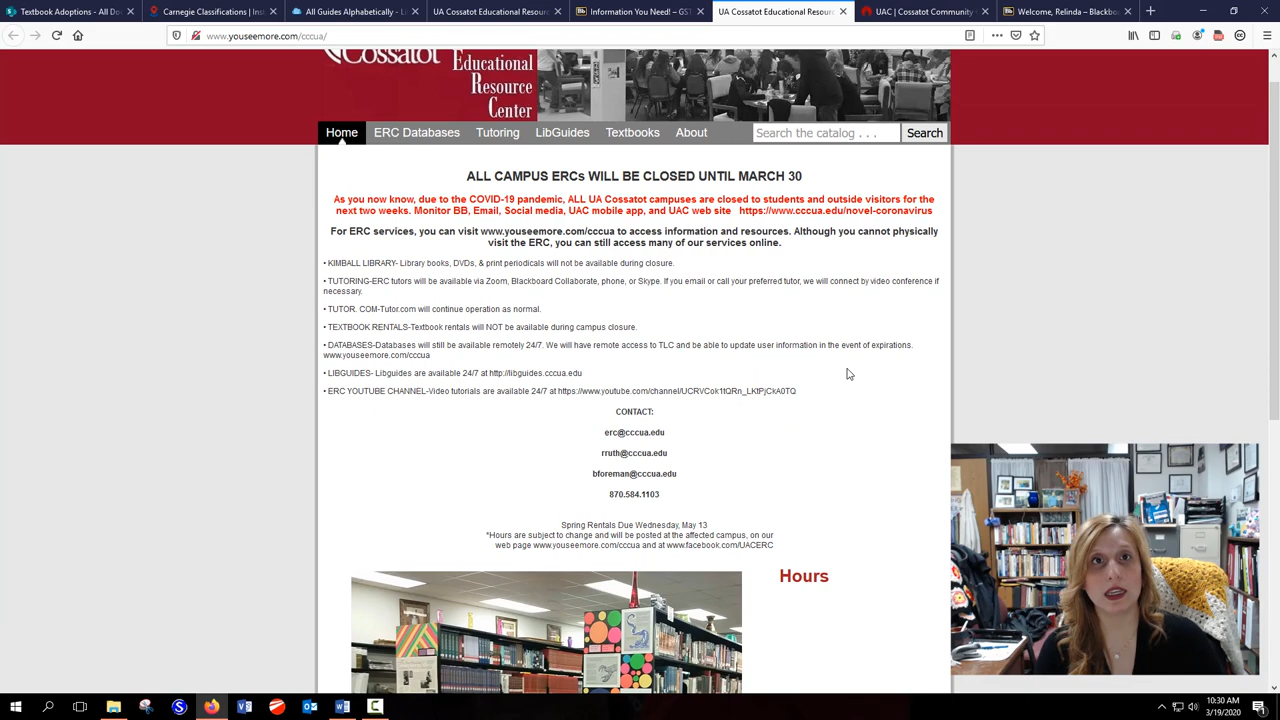 Textbook Adoptions - All Doc
Carnegie Classifications | Inst
All Guides Alphabetically - Li
UA Cossatot Educational Resour
Information You Need! – GST
UA Cossatot Educational Resour
UAC | Cossatot Community
Welcome, Relinda – Blackboa
www.youseemore.com/cccua/
Cossatot
Educational
Resource
Center
Home ERC Databases Tutoring LibGuides Textbooks About Search the catalog . . . Search
ALL CAMPUS ERCs WILL BE CLOSED UNTIL MARCH 30
As you now know, due to the COVID-19 pandemic, ALL UA Cossatot campuses are closed to students and outside visitors for the
next two weeks. Monitor BB, Email, Social media, UAC mobile app, and UAC web site https://www.cccua.edu/novel-coronavirus
For ERC services, you can visit www.youseemore.com/cccua to access information and resources. Although you cannot physically
visit the ERC, you can still access many of our services online.
• KIMBALL LIBRARY- Library books, DVDs, & print periodicals will not be available during closure.
• TUTORING-ERC tutors will be available via Zoom, Blackboard Collaborate, phone, or Skype. If you email or call your preferred tutor, we will connect by video conference if
necessary.
• TUTOR. COM-Tutor.com will continue operation as normal.
• TEXTBOOK RENTALS-Textbook rentals will NOT be available during campus closure.
• DATABASES-Databases will still be available remotely 24/7. We will have remote access to TLC and be able to update user information in the event of expirations.
www.youseemore.com/cccua
• LIBGUIDES- Libguides are available 24/7 at http://libguides.cccua.edu
• ERC YOUTUBE CHANNEL-Video tutorials are available 24/7 at https://www.youtube.com/channel/UCRVCok1tQRn_LKtPjCkA0TQ
CONTACT:
erc@cccua.edu
rruth@cccua.edu
bforeman@cccua.edu
870.584.1103
Spring Rentals Due Wednesday, May 13
*Hours are subject to change and will be posted at the affected campus, on our
web page www.youseemore.com/cccua and at www.facebook.com/UACERC
Hours
10:30 AM
3/19/2020